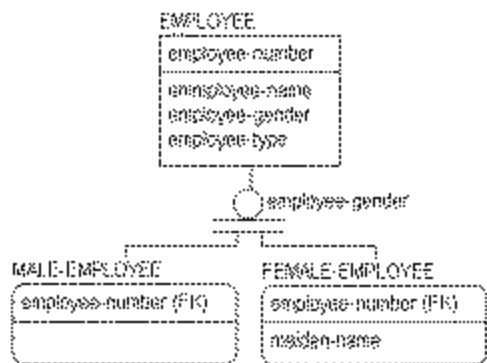 EMPLOYEE
employee-number
emmployee-name
employee-gender
employee-type
employee-gender
MALE-EMPLOYEE
employee-number (FK)
FEMALE-EMPLOYEE
employee-number (FK)
maiden-name